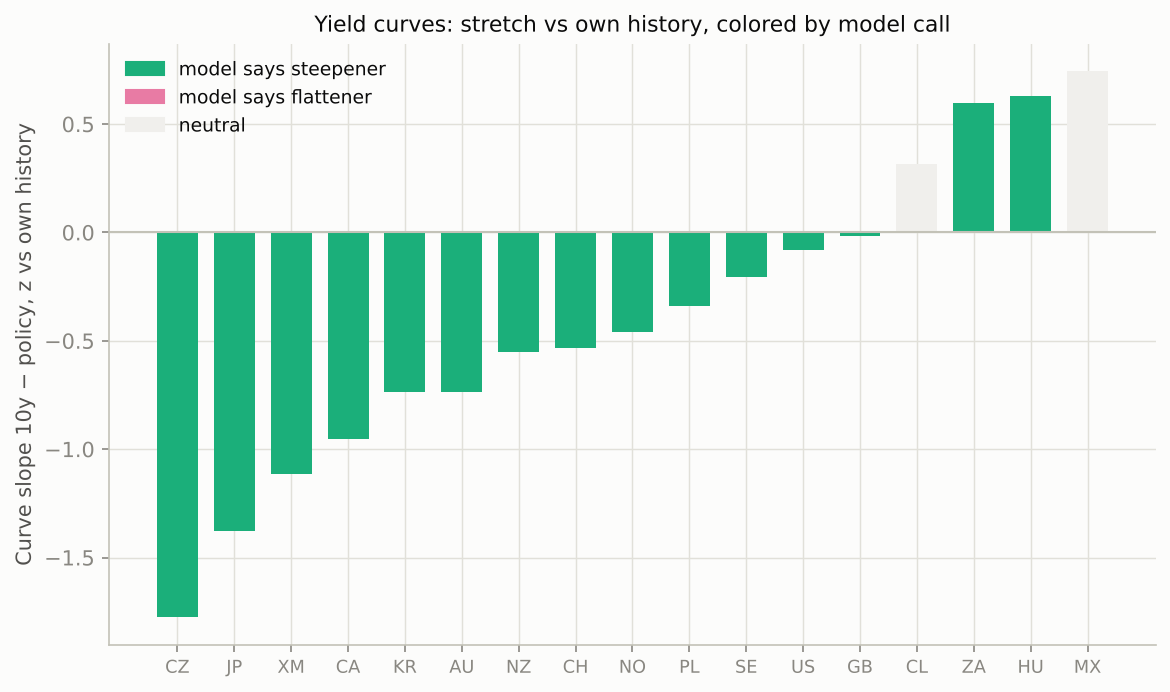 Yield curves: stretch vs own history, colored by model call
model says steepener
model says flattener
neutral
Curve slope 10y − policy, z vs own history
0.5
0.0
−0.5
−1.0
−1.5
CZ JP XM CA KR AU NZ CH NO PL SE US GB CL ZA HU MX